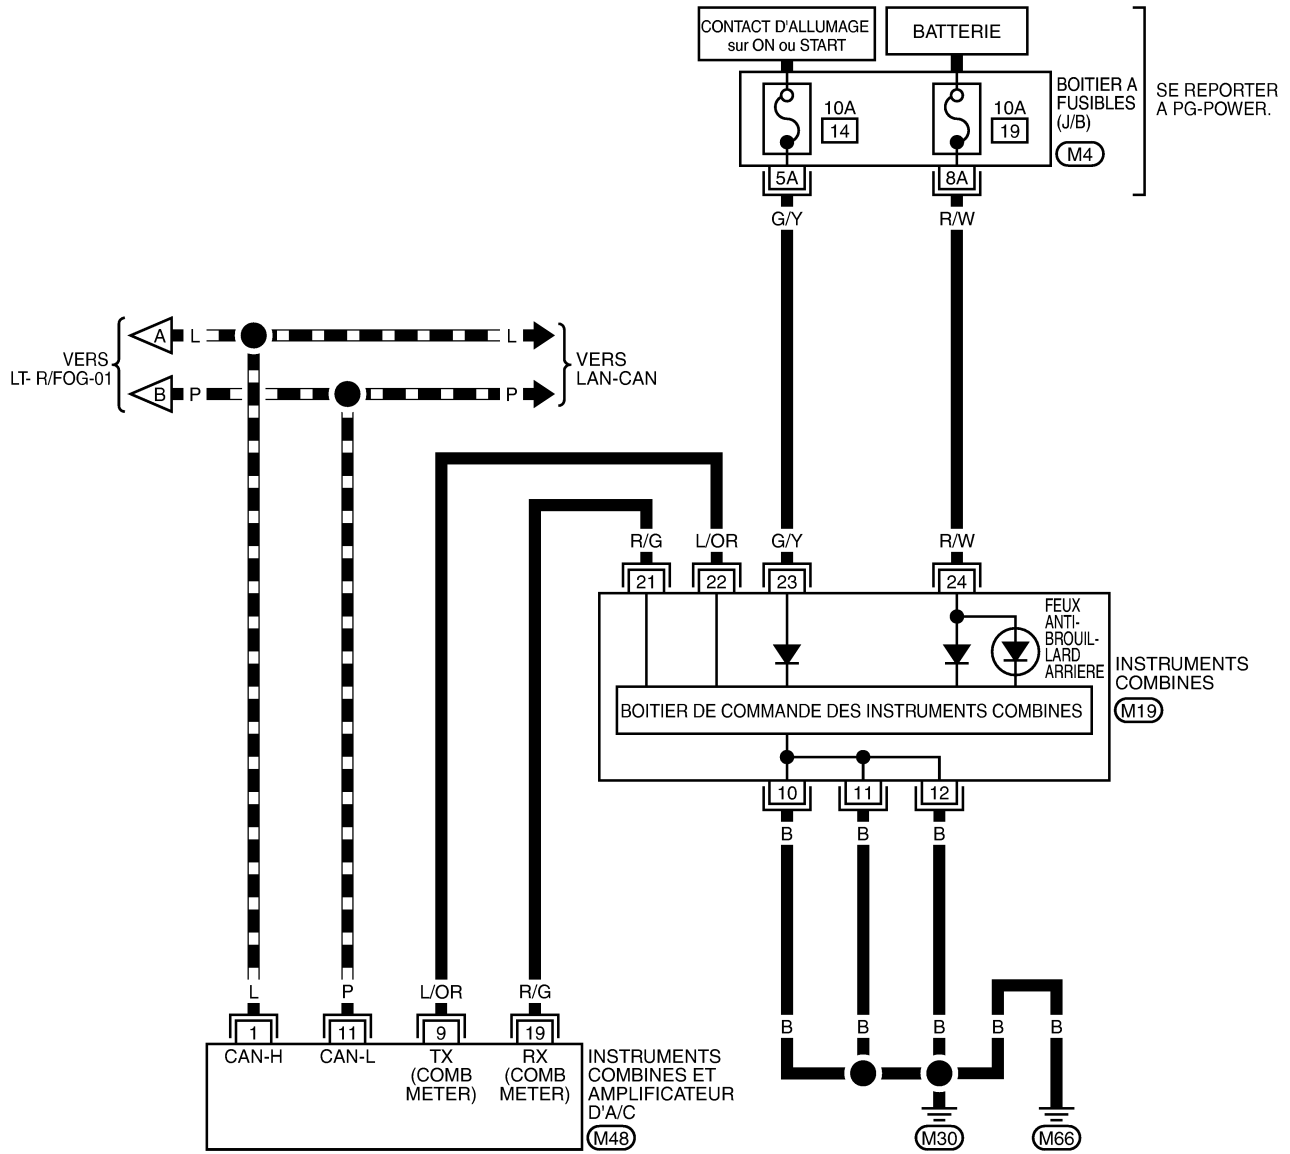 CONTACT D'ALLUMAGE
sur ON ou START
BATTERIE
10A
14
10A
19
BOITIER A
FUSIBLES
(J/B)
M4
SE REPORTER
A PG-POWER.
5A
8A
G/Y
R/W
A
L
L
VERS
LT- R/FOG-01
VERS
LAN-CAN
B
P
P
R/G
L/OR
G/Y
R/W
21
22
23
24
FEUX
ANTI-
BROUIL-
LARD
ARRIERE
INSTRUMENTS
COMBINES
M19
BOITIER DE COMMANDE DES INSTRUMENTS COMBINES
10
11
12
B
B
B
L
P
L/OR
R/G
B
B
B
B
B
1
11
9
19
CAN-H
CAN-L
TX
(COMB
METER)
RX
(COMB
METER)
INSTRUMENTS
COMBINES ET
AMPLIFICATEUR
D'A/C
M48
M30
M66